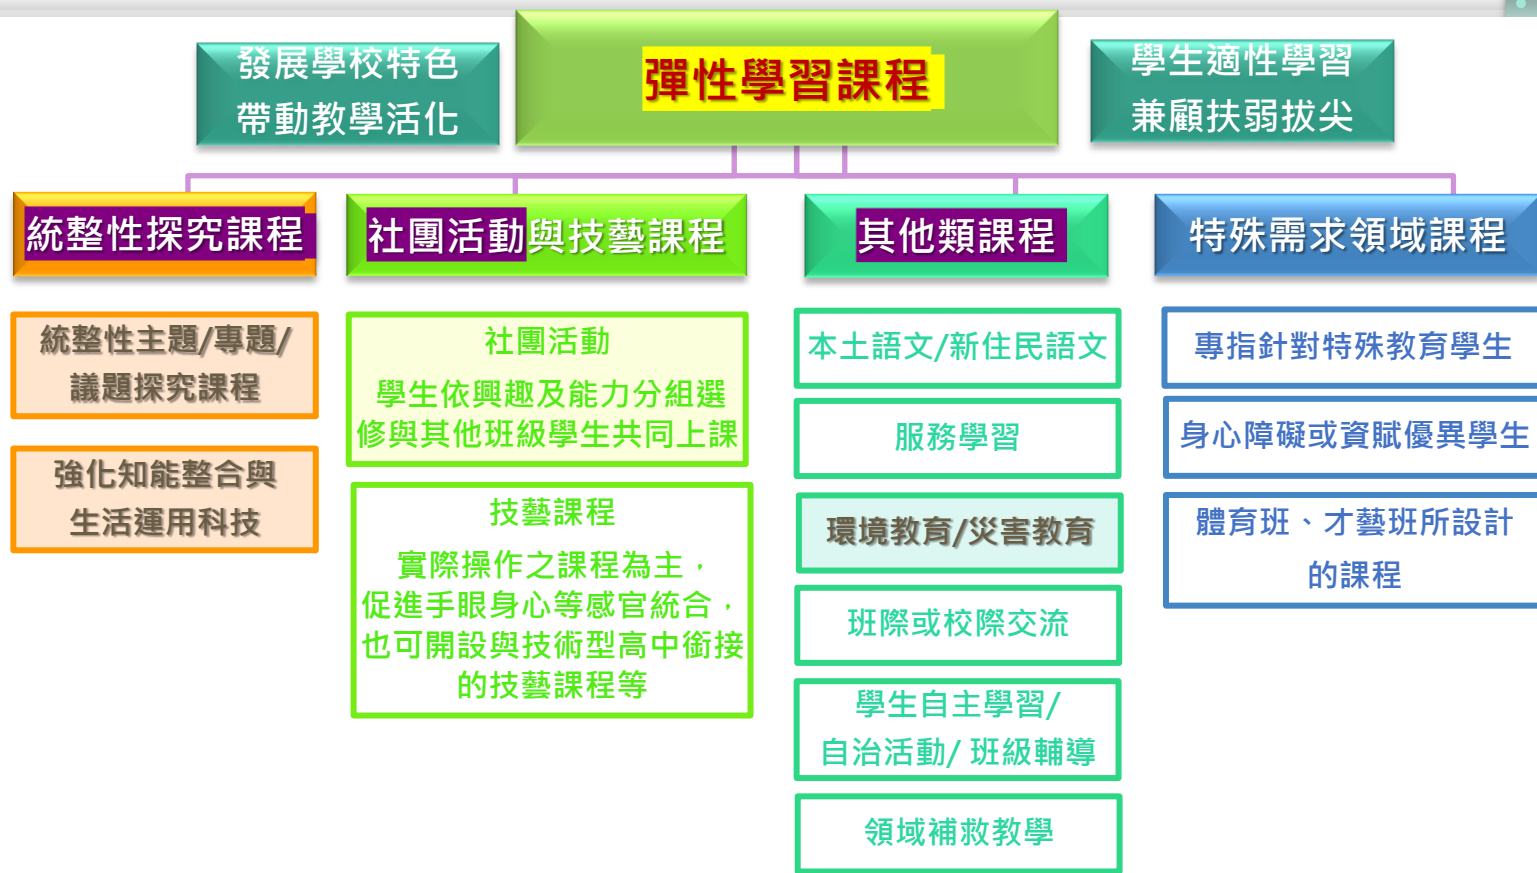 發展學校特色
帶動教學活化
彈性學習課程
學生適性學習
兼顧扶弱拔尖
統整性探究課程
統整性主題/專題/
議題探究課程
強化知能整合與
生活運用科技
社團活動與技藝課程
社團活動
學生依興趣及能力分組選
修與其他班級學生共同上課
技藝課程
實際操作之課程為主，
促進手眼身心等感官統合，
也可開設與技術型高中銜接
的技藝課程等
其他類課程
本土語文/新住民語文
服務學習
環境教育/災害教育
班際或校際交流
學生自主學習/
自治活動/ 班級輔導
領域補救教學
特殊需求領域課程
專指針對特殊教育學生
身心障礙或資賦優異學生
體育班、才藝班所設計
的課程